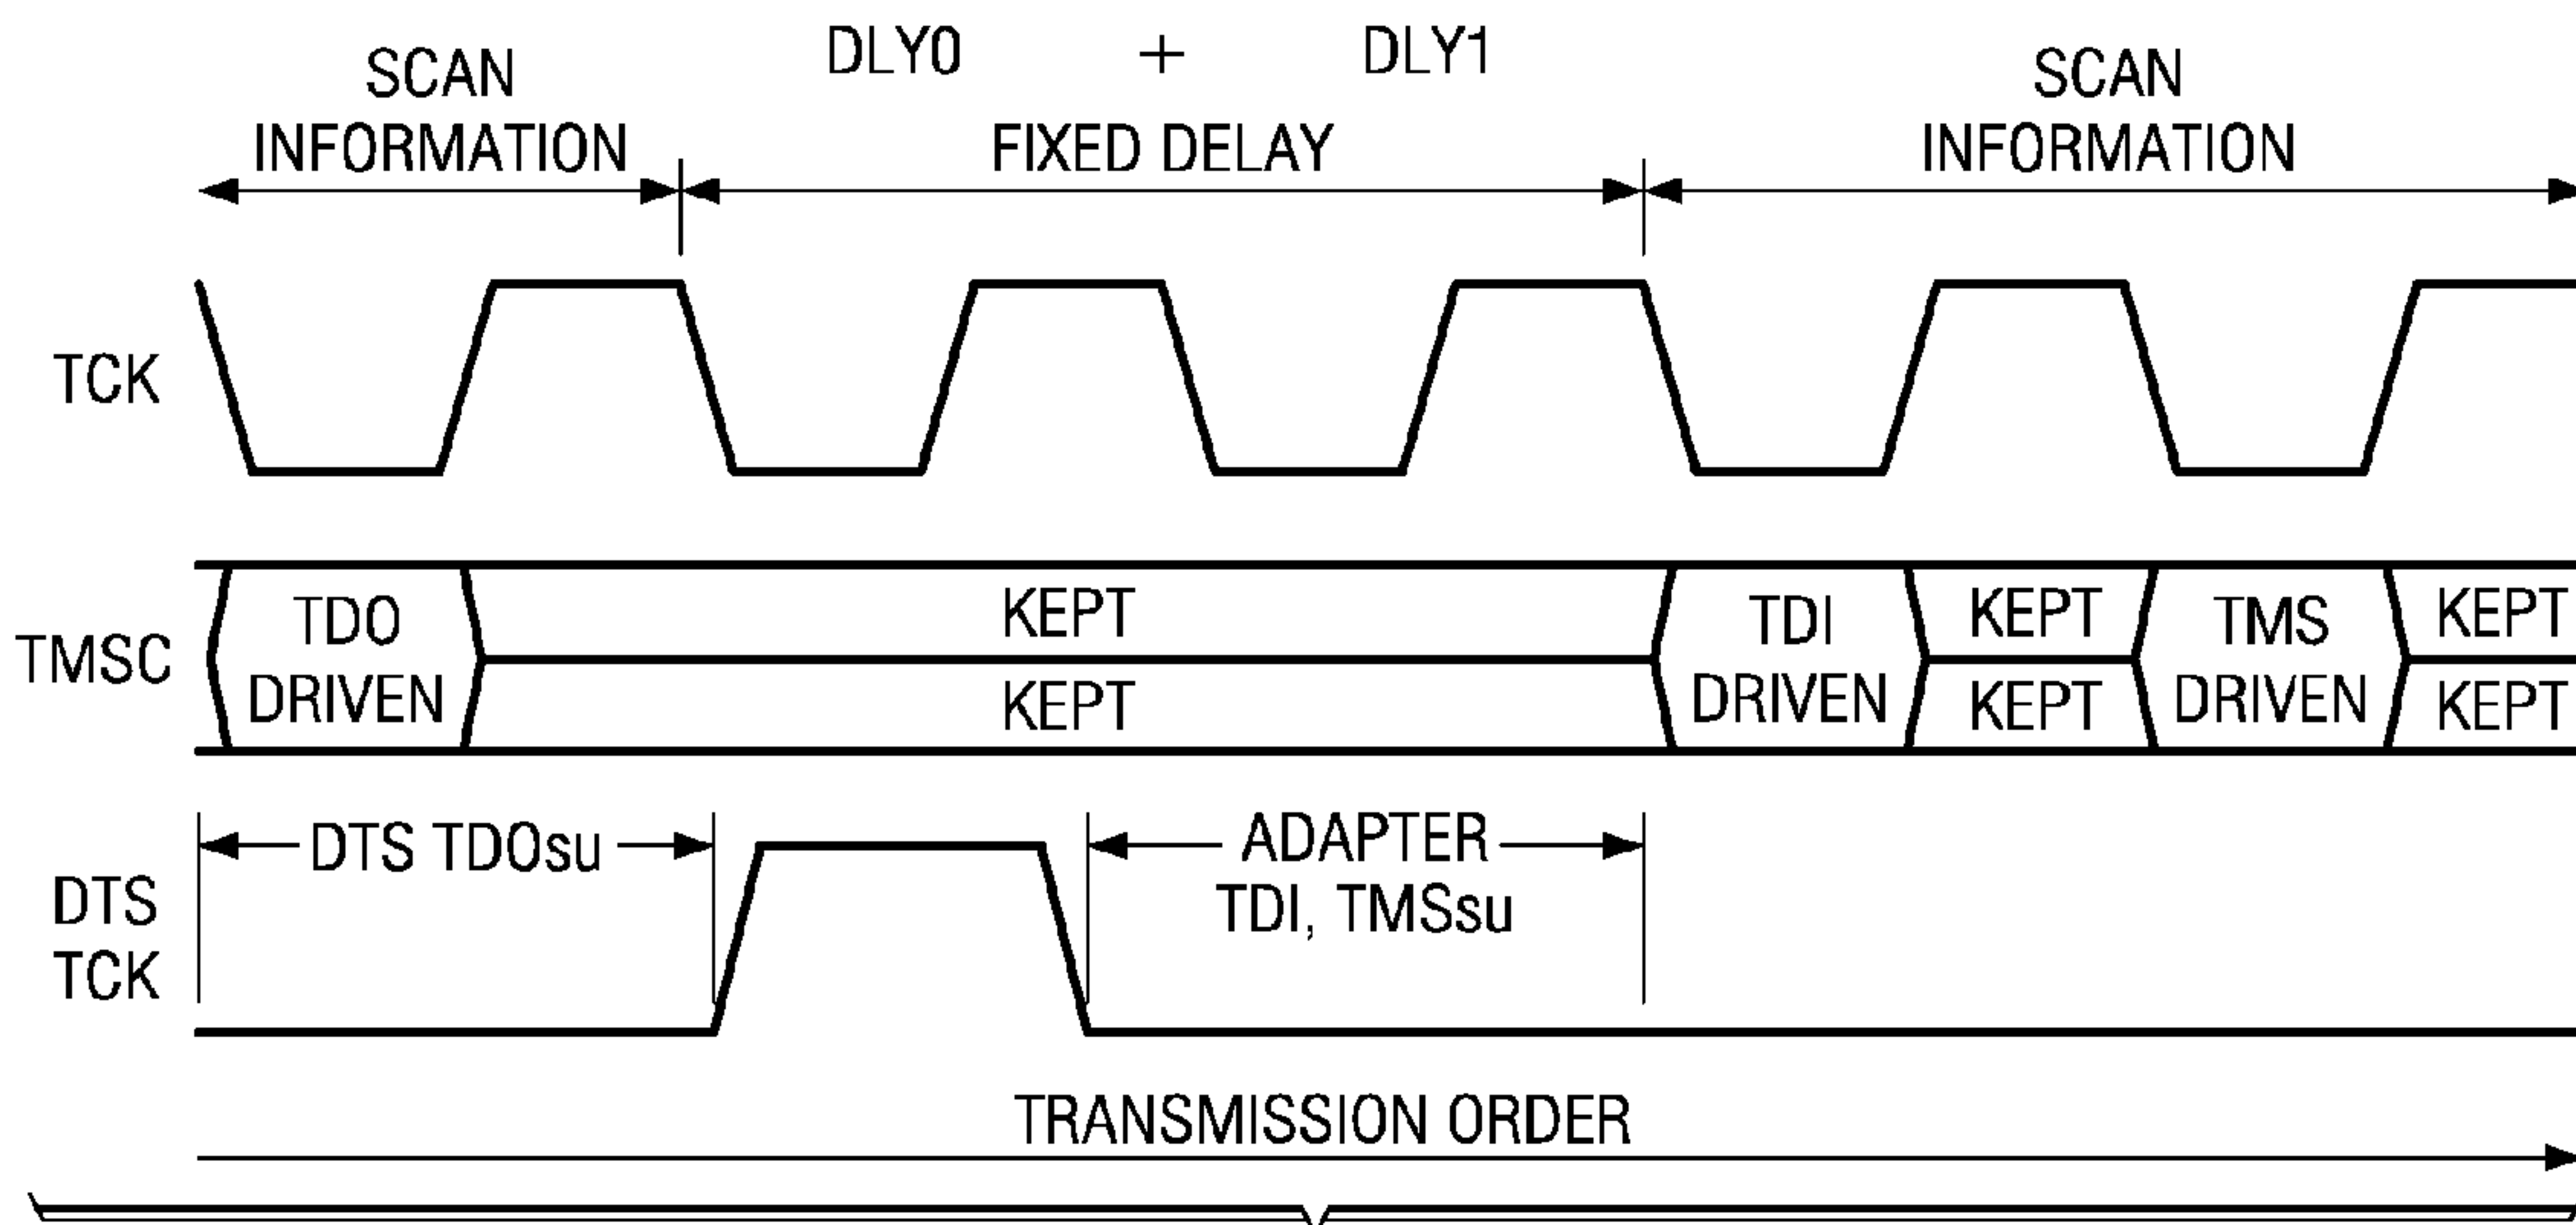 SCAN
INFORMATION
DLY0 + DLY1
FIXED DELAY
SCAN
INFORMATION
TCK
TMSC
TDO
DRIVEN
KEPT
KEPT
TDI
DRIVEN
KEPT
KEPT
TMS
DRIVEN
KEPT
KEPT
DTS
TCK
DTS TDOsu
ADAPTER
TDI, TMSsu
TRANSMISSION ORDER